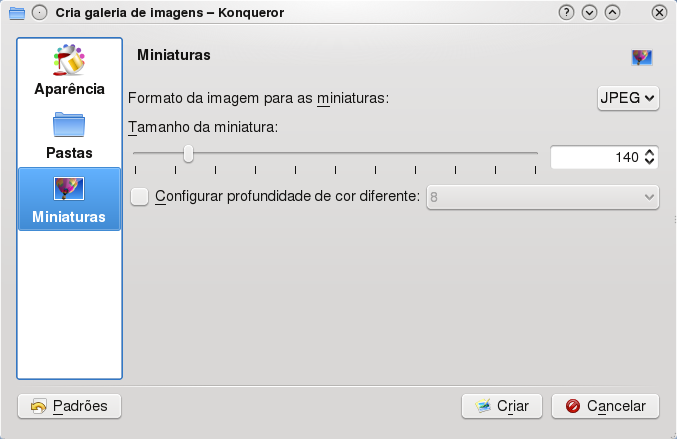 Cria galeria de imagens – Konqueror
Aparência
Pastas
Miniaturas
Miniaturas
Formato da imagem para as miniaturas: JPEG
Tamanho da miniatura:
140
Configurar profundidade de cor diferente: 8
Padrões
Criar
Cancelar